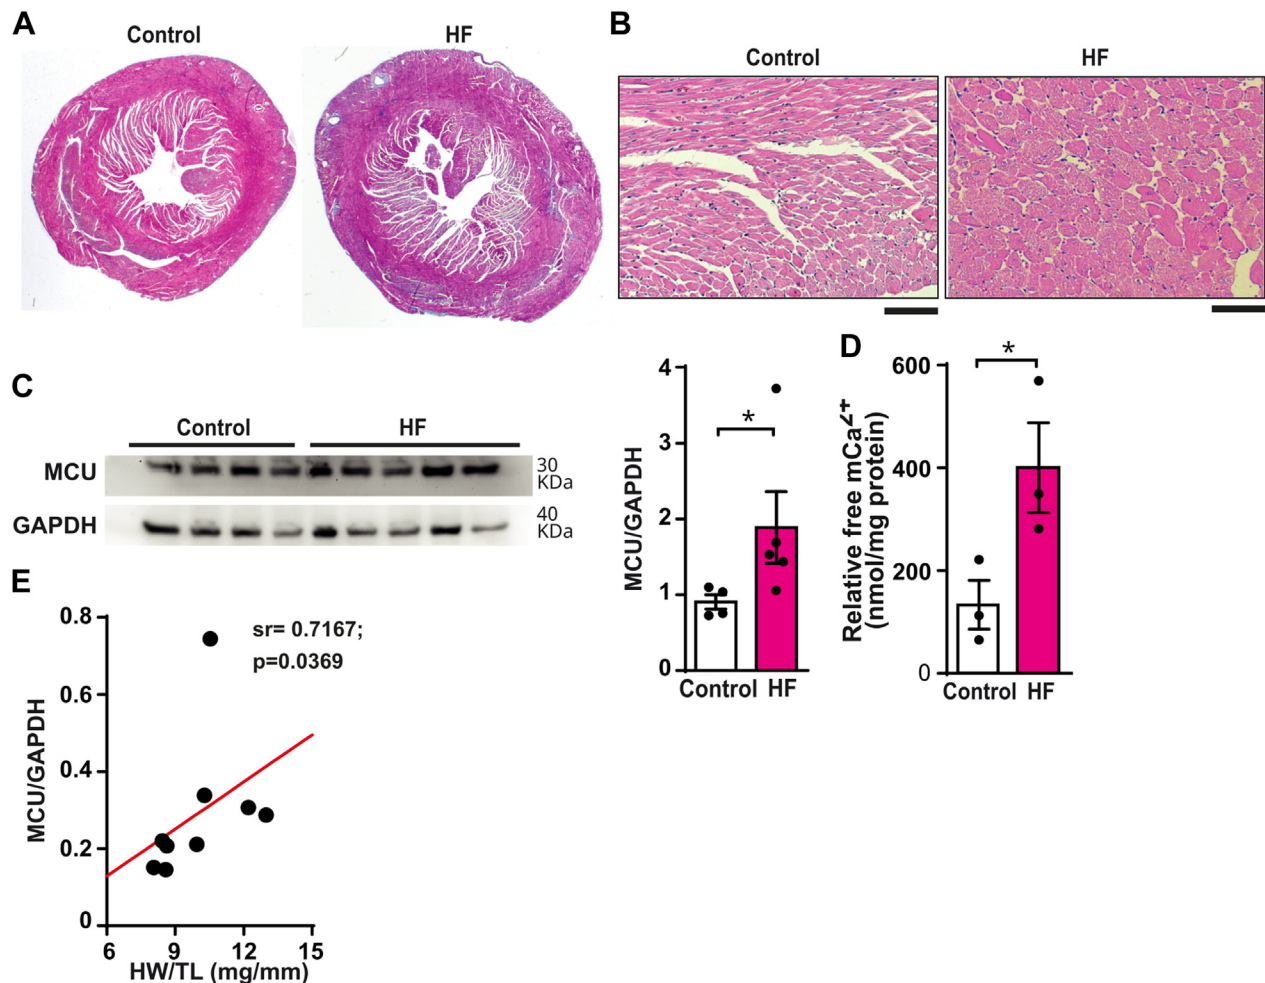 A
Control
HF
B
Control
HF
C
Control
HF
MCU
30
KDa
GAPDH
40
KDa
MCU/GAPDH
4
3
2
1
0
*
Control HF
D
Relative free mCa2+
(nmol/mg protein)
600
400
200
0
*
Control HF
E
MCU/GAPDH
0.8
0.6
0.4
0.2
0
sr= 0.7167;
p=0.0369
6 9 12 15
HW/TL (mg/mm)